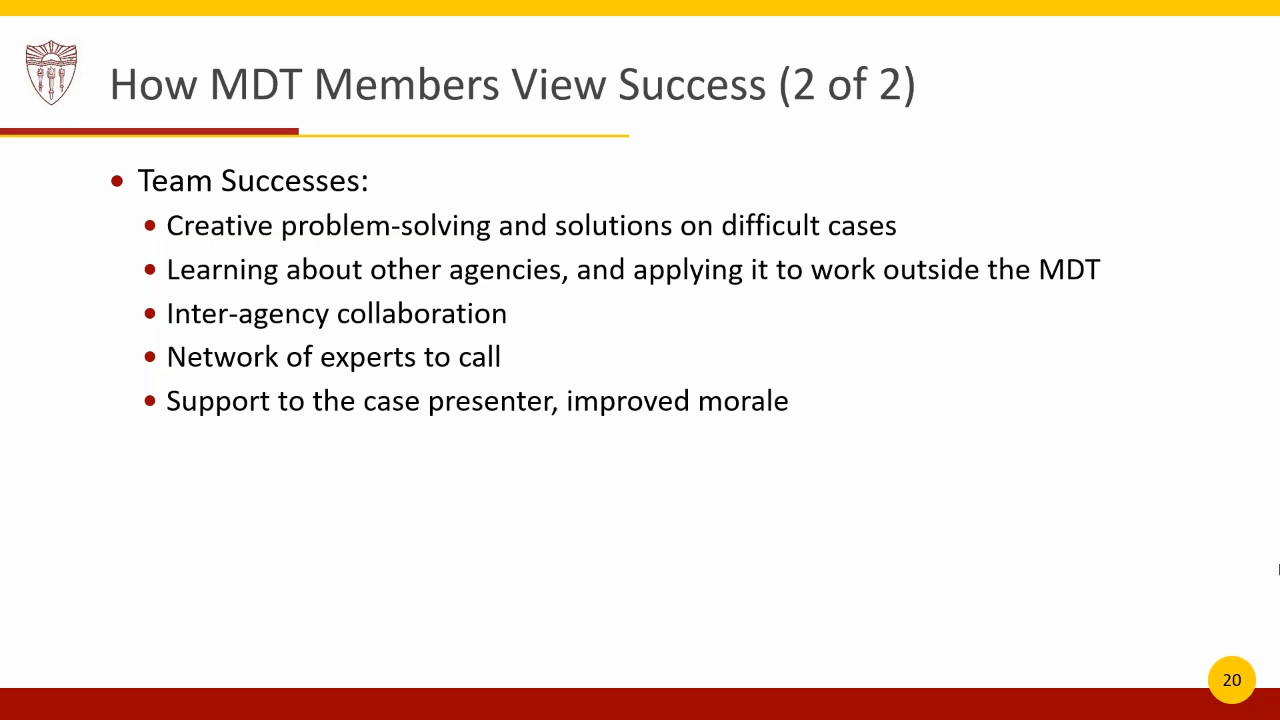 How MDT Members View Success (2 of 2)
Team Successes:
Creative problem-solving and solutions on difficult cases
Learning about other agencies, and applying it to work outside the MDT
Inter-agency collaboration
Network of experts to call
Support to the case presenter, improved morale
20